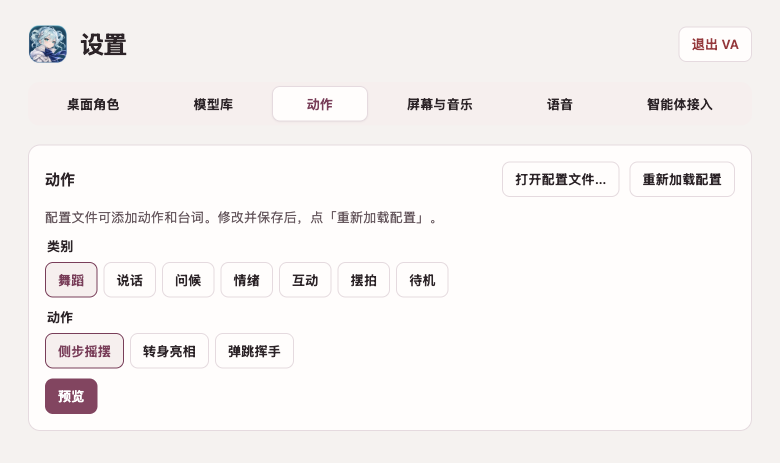 设置
退出 VA
桌面角色 模型库 动作 屏幕与音乐 语音 智能体接入
动作 打开配置文件... 重新加载配置
配置文件可添加动作和台词。修改并保存后，点「重新加载配置」。
类别
舞蹈 说话 问候 情绪 互动 摆拍 待机
动作
侧步摇摆 转身亮相 弹跳挥手
预览